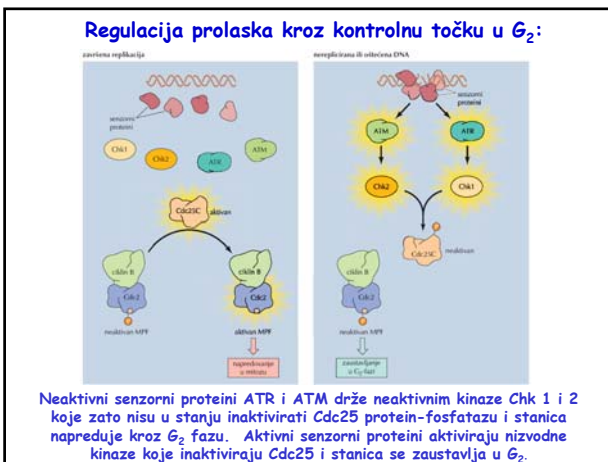 Regulacija prolaska kroz kontrolnu točku u G₂:
završena replikacija
senzorni
proteini
Chk1
Chk2
ATR
ATM
Cdc25C
aktivan
ciklin B
Cdc2
neaktivan MPF
ciklin B
Cdc2
aktivan MPF
napredovanje
u mitozu
nereplicirana ili oštećena DNA
senzorni
proteini
ATM
ATR
Chk2
Chk1
Cdc25C
neaktivan
ciklin B
Cdc2
neaktivan MPF
zaustavljanje
u G₂-fazi
Neaktivni senzorni proteini ATR i ATM drže neaktivnim kinaze Chk 1 i 2
koje zato nisu u stanju inaktivirati Cdc25 protein-fosfatazu i stanica
napreduje kroz G₂ fazu. Aktivni senzorni proteini aktiviraju nizvodne
kinaze koje inaktiviraju Cdc25 i stanica se zaustavlja u G₂.